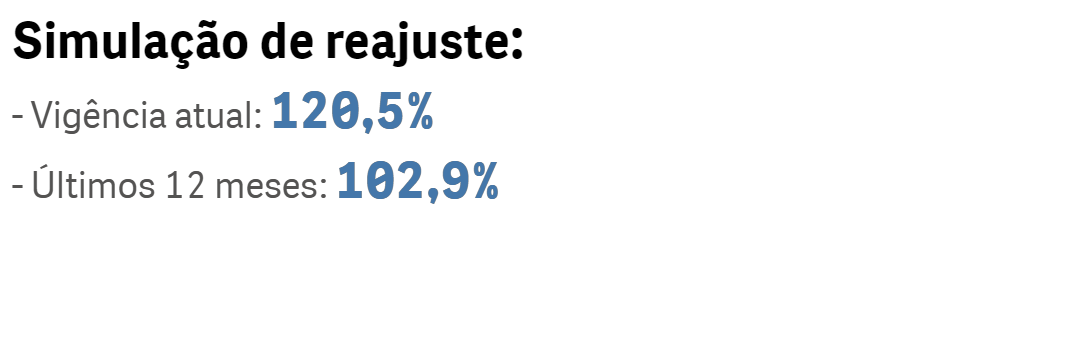 Simulação de reajuste:
- Vigência atual: 120,5%
- Últimos 12 meses: 102,9%